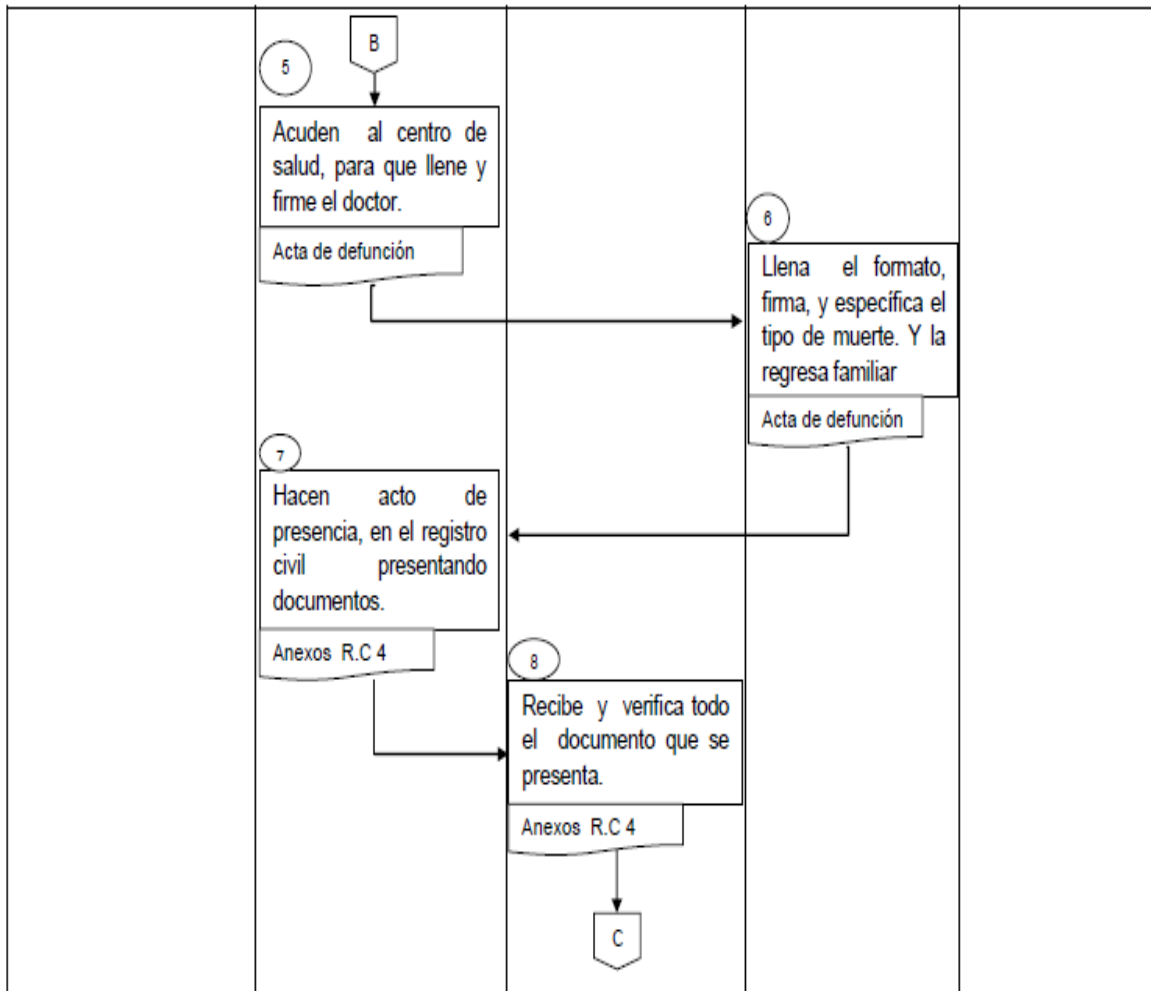 B
5
Acuden al centro de
salud, para que llene y
firme el doctor.
Acta de defunción
6
Llena el formato,
firma, y específica el
tipo de muerte. Y la
regresa familiar
Acta de defunción
7
Hacen acto de
presencia, en el registro
civil presentando
documentos.
Anexos R.C 4
8
Recibe y verifica todo
el documento que se
presenta.
Anexos R.C 4
C